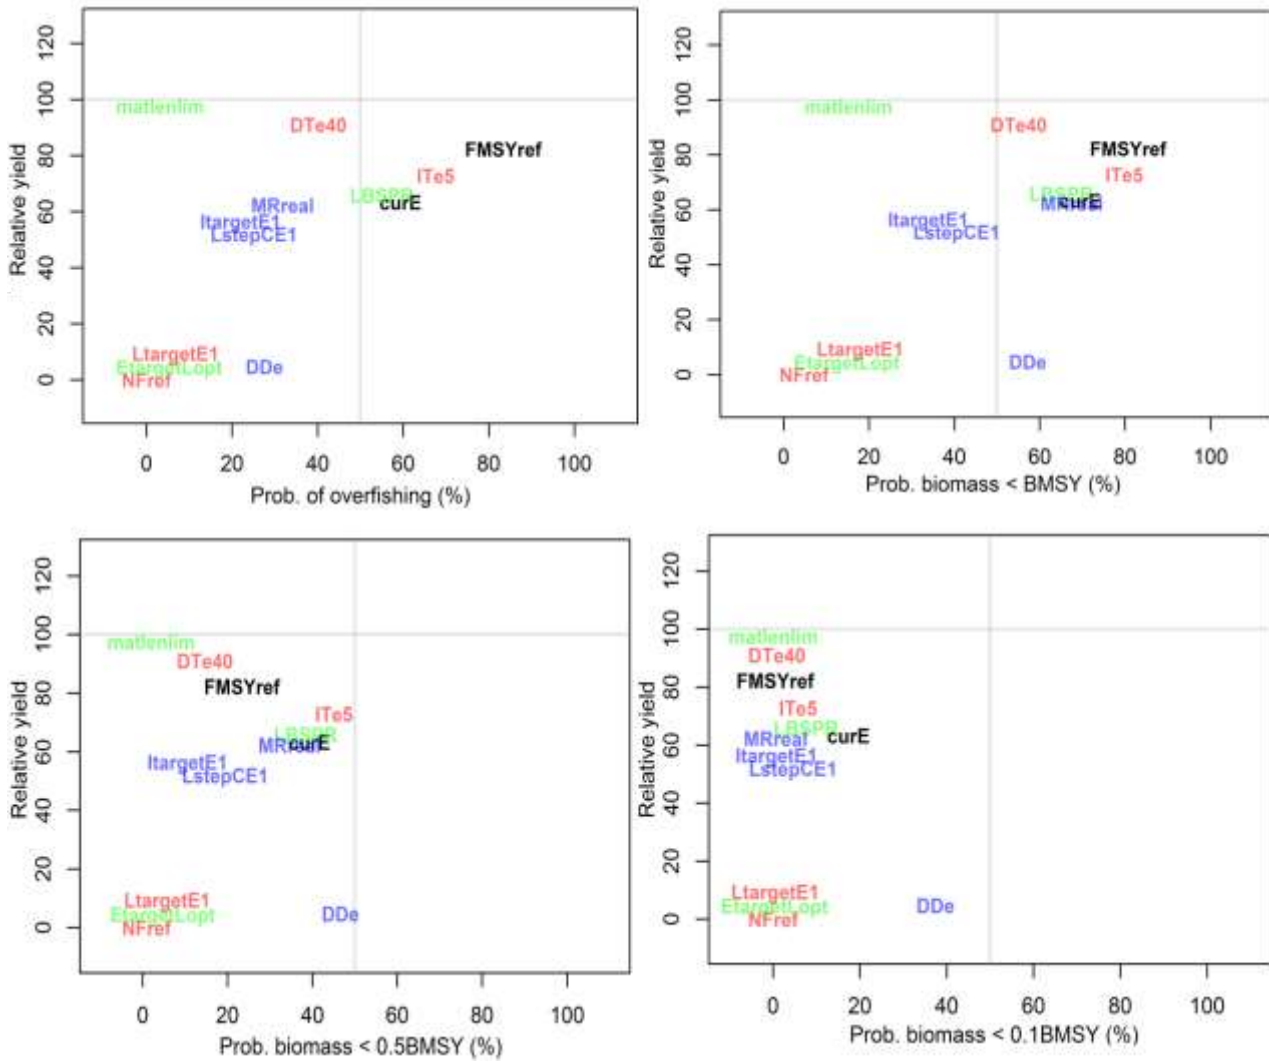 Relative yield
0 20 40 60 80 100 120
matlenlim
DTe40
FMSYref
ITe5
LBSPR
curE
MRreal
ItargetE1
LstepCE1
LtargetE1
EtargetLopt
DDe
NFref
0 20 40 60 80 100
Prob. of overfishing (%)
Relative yield
0 20 40 60 80 100 120
matlenlim
DTe40
FMSYref
ITe5
LBSPR
MRreal
curE
ItargetE1
LstepCE1
LtargetE1
EtargetLopt
DDe
NFref
0 20 40 60 80 100
Prob. biomass < BMSY (%)
Relative yield
0 20 40 60 80 100 120
matlenlim
DTe40
FMSYref
ITe5
LBSPR
MRreal
curE
ItargetE1
LstepCE1
LtargetE1
EtargetLopt
DDe
NFref
0 20 40 60 80 100
Prob. biomass < 0.5BMSY (%)
Relative yield
0 20 40 60 80 100 120
matlenlim
DTe40
FMSYref
ITe5
LBSPR
MRreal
curE
ItargetE1
LstepCE1
LtargetE1
EtargetLopt
DDe
NFref
0 20 40 60 80 100
Prob. biomass < 0.1BMSY (%)